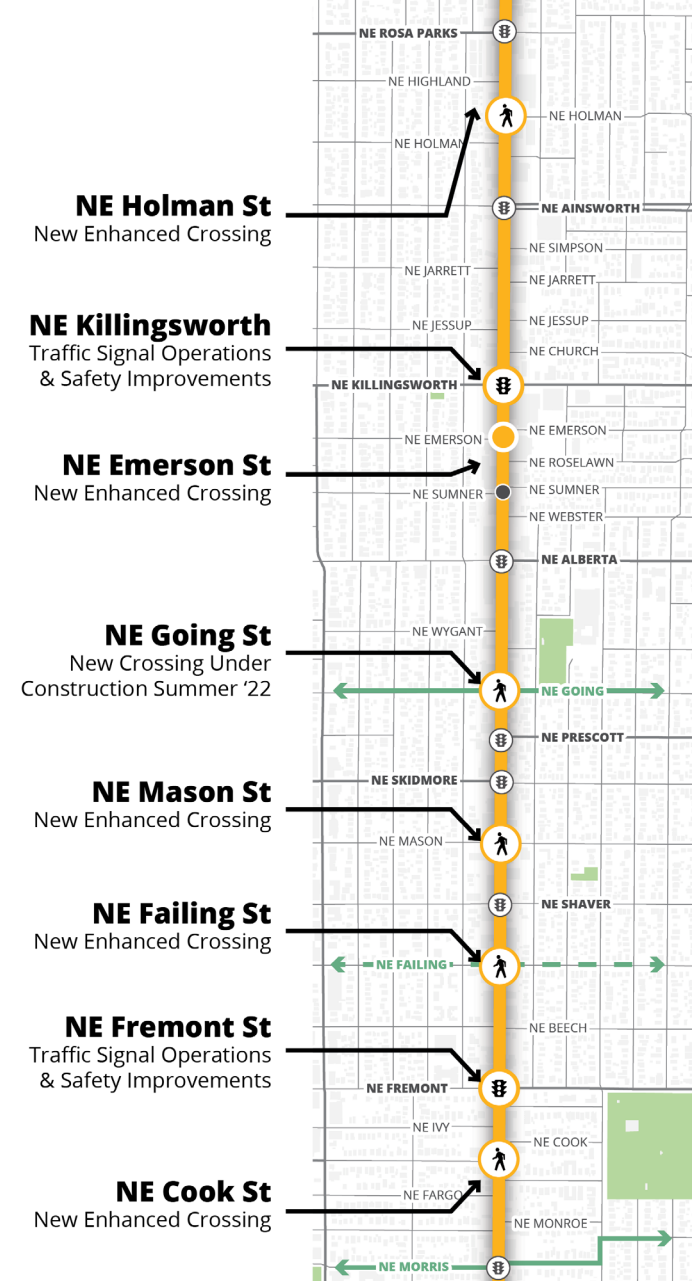 NE ROSA PARKS
NE HIGHLAND
NE HOLMAN
NE HOLMAN
NE Holman St
New Enhanced Crossing
NE AINSWORTH
NE SIMPSON
NE JARRETT
NE JARRETT
NE Killingsworth
Traffic Signal Operations
& Safety Improvements
NE JESSUP
NE JESSUP
NE CHURCH
NE KILLINGSWORTH
NE EMERSON
NE EMERSON
NE Emerson St
New Enhanced Crossing
NE ROSELAWN
NE SUMNER
NE SUMNER
NE WEBSTER
NE ALBERTA
NE Going St
New Crossing Under
Construction Summer ‘22
NE WYGANT
NE GOING
NE PRESCOTT
NE SKIDMORE
NE Mason St
New Enhanced Crossing
NE MASON
NE Failing St
New Enhanced Crossing
NE SHAVER
NE FAILING
NE Fremont St
Traffic Signal Operations
& Safety Improvements
NE BEECH
NE FREMONT
NE IVY
NE COOK
NE Cook St
New Enhanced Crossing
NE FARGO
NE MONROE
NE MORRIS